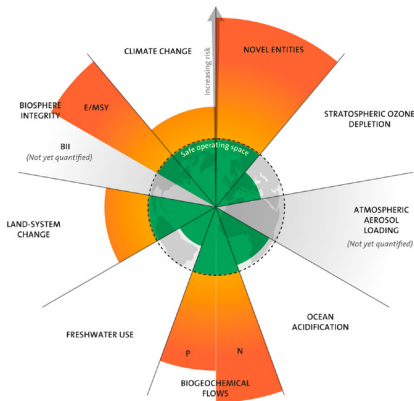 CLIMATE CHANGE
Increasing risk
NOVEL ENTITIES
STRATOSPHERIC OZONE
DEPLETION
ATMOSPHERIC
AEROSOL
LOADING
(Not yet quantified)
OCEAN
ACIDIFICATION
BIOGEOCHEMICAL
FLOWS
N
P
FRESHWATER USE
LAND-SYSTEM
CHANGE
BIOSPHERE
INTEGRITY
E/MSY
BII
(Not yet quantified)
Safe operating space